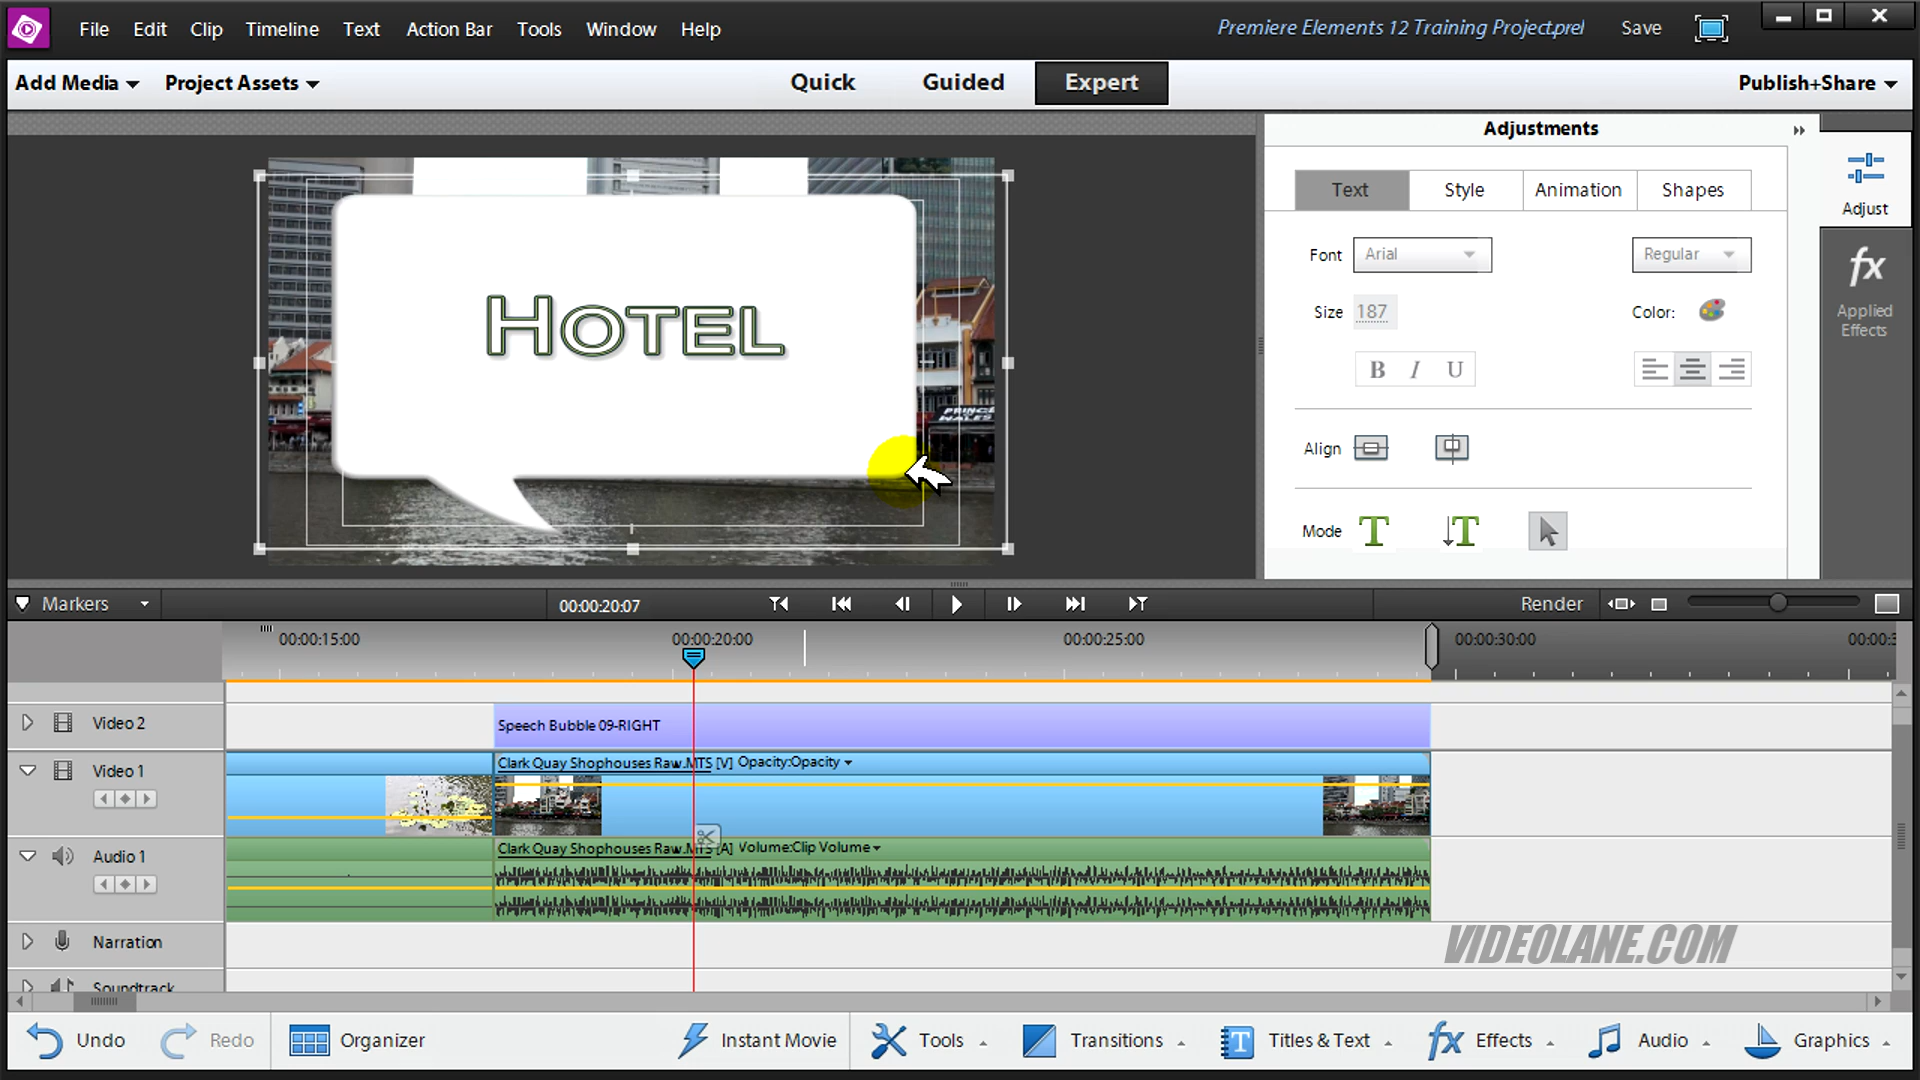 File Edit Clip Timeline Text Action Bar Tools Window Help
Premiere Elements 12 Training Project.prel Save
Add Media Project Assets
Quick Guided Expert
Publish+Share
Adjustments
Text Style Animation Shapes
Adjust
Font Arial Regular
Size 187 Color:
Applied
Effects
B I U
Align
Mode T T
HOTEL
PRINCE
WALES
Markers 00:00:20:07 Render
00:00:15:00 00:00:20:00 00:00:25:00 00:00:30:00
Video 2 Speech Bubble 09-RIGHT
Video 1 Clark Quay Shophouses Raw.MTS [V] Opacity:Opacity
Audio 1 Clark Quay Shophouses Raw.MTS [A] Volume:Clip Volume
Narration
VIDEOLANE.COM
Soundtrack
Undo Redo Organizer Instant Movie Tools Transitions Titles & Text fx Effects Audio Graphics